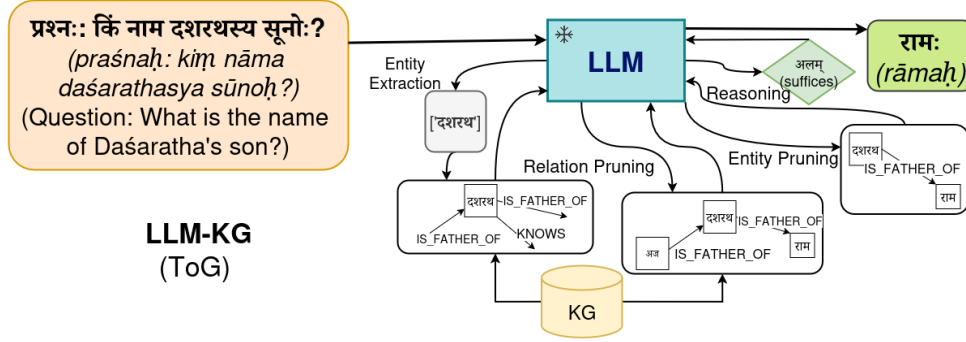 प्रश्नः: किं नाम दशरथस्य सूनोः?
(praśnaḥ: kiṃ nāma
daśarathasya sūnoḥ?)
(Question: What is the name
of Daśaratha's son?)
LLM-KG
(ToG)
Entity
Extraction
['दशरथ']
LLM
अलम्
(suffices)
Reasoning
रामः
(rāmaḥ)
Relation Pruning
Entity Pruning
दशरथ
IS_FATHER_OF
IS_FATHER_OF
KNOWS
दशरथ
IS_FATHER_OF
अज
राम
IS_FATHER_OF
दशरथ
IS_FATHER_OF
राम
KG